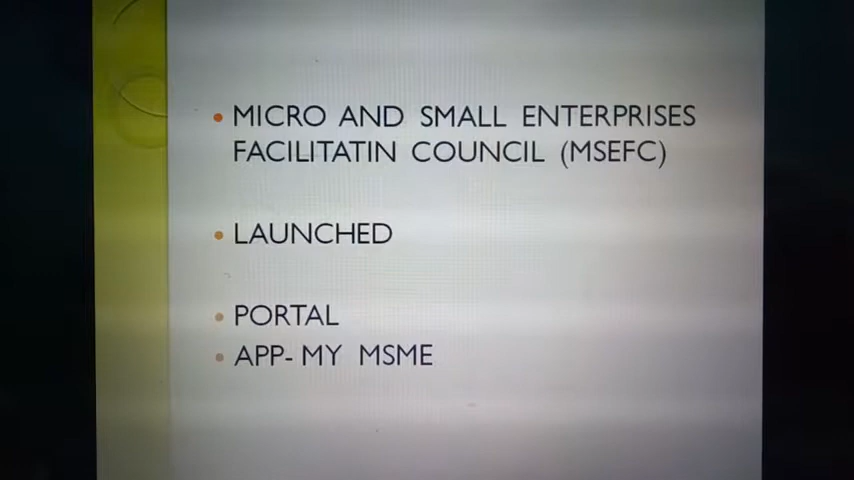 MICRO AND SMALL ENTERPRISES
FACILITATIN COUNCIL (MSEFC)
LAUNCHED
PORTAL
APP- MY MSME